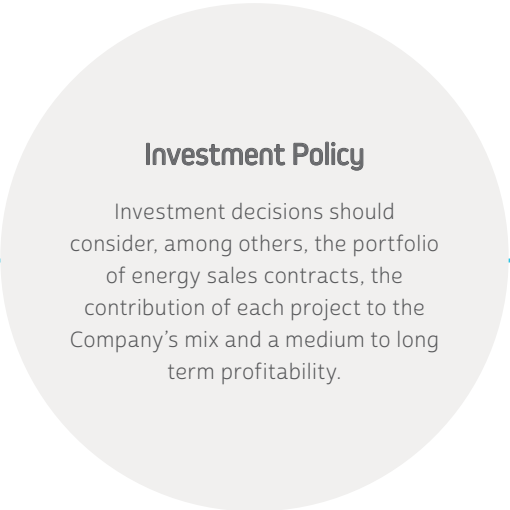 Investment Policy
Investment decisions should
consider, among others, the portfolio
of energy sales contracts, the
contribution of each project to the
Company’s mix and a medium to long
term profitability.